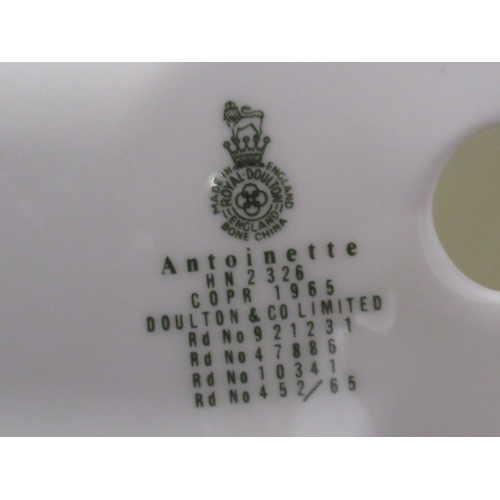 MADE IN ENGLAND
ROYAL·DOULTON
ENGLAND
BONE CHINA
Antoinette
HN 2326
COPR 1965
DOULTON & CO LIMITED
Rd No 921231
Rd No 47886
Rd No 10341
Rd No 452/65